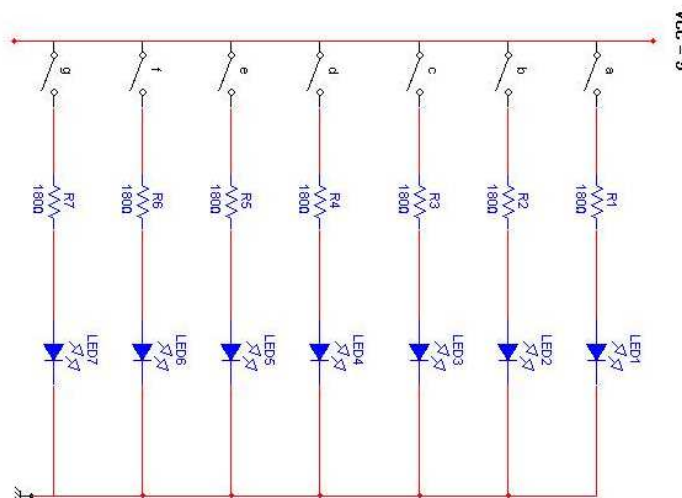 a R1 LED1
180Ω
b R2 LED2
180Ω
c R3 LED3
180Ω
d R4 LED4
180Ω
e R5 LED5
180Ω
f R6 LED6
180Ω
g R7 LED7
180Ω